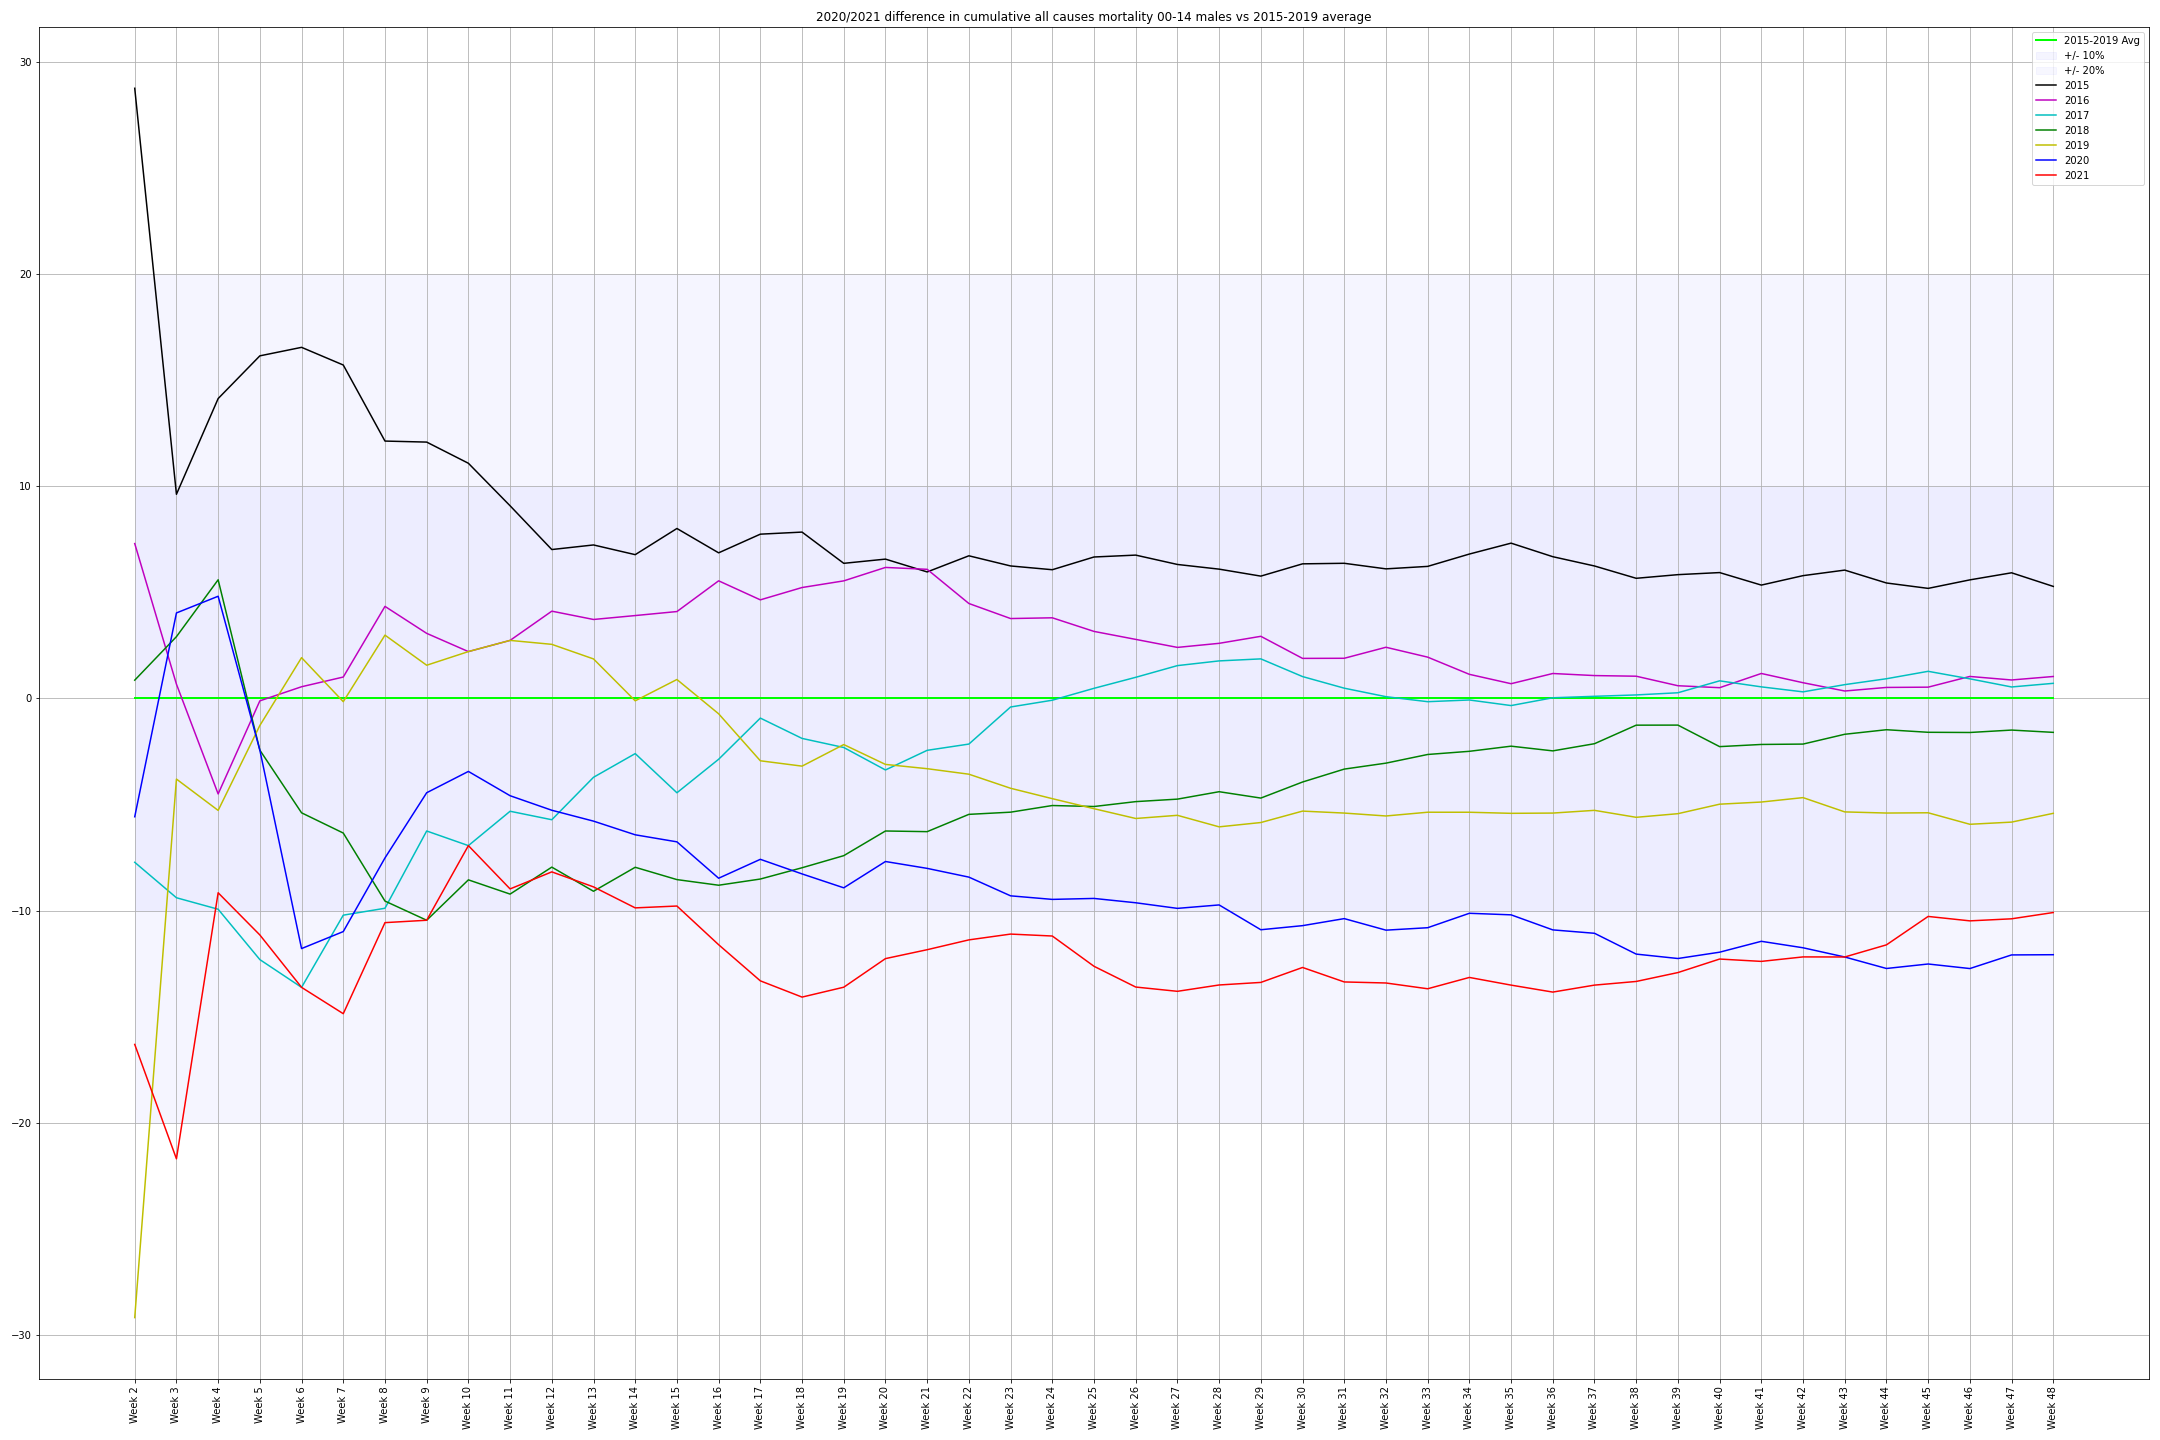 2020/2021 difference in cumulative all causes mortality 00-14 males vs 2015-2019 average
2015-2019 Avg
+/- 10%
+/- 20%
2015
2016
2017
2018
2019
2020
2021
30
20
10
0
−10
−20
−30
Week 2
Week 3
Week 4
Week 5
Week 6
Week 7
Week 8
Week 9
Week 10
Week 11
Week 12
Week 13
Week 14
Week 15
Week 16
Week 17
Week 18
Week 19
Week 20
Week 21
Week 22
Week 23
Week 24
Week 25
Week 26
Week 27
Week 28
Week 29
Week 30
Week 31
Week 32
Week 33
Week 34
Week 35
Week 36
Week 37
Week 38
Week 39
Week 40
Week 41
Week 42
Week 43
Week 44
Week 45
Week 46
Week 47
Week 48